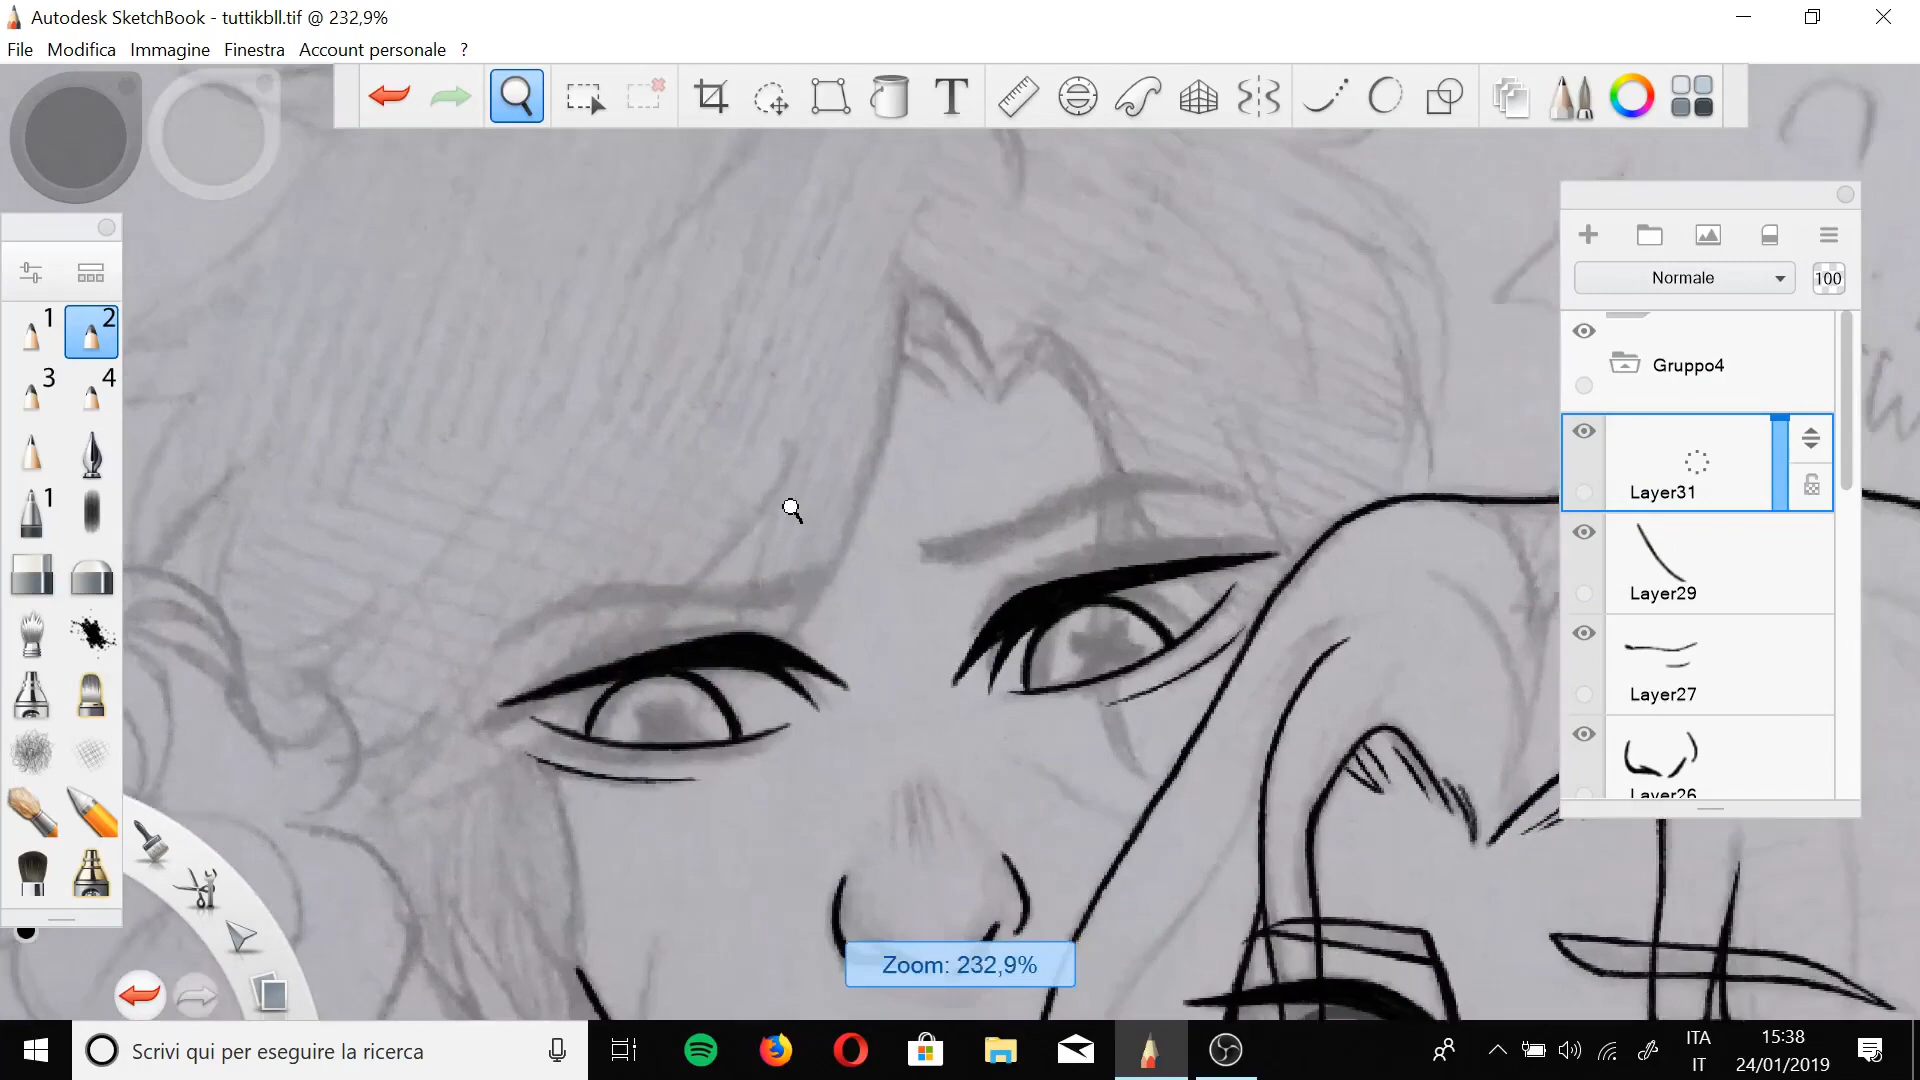 Autodesk SketchBook - tuttikbll.tif @ 232,9%
File Modifica Immagine Finestra Account personale ?
T
Normale 100
1 2
3 4
1
Gruppo4
Layer31
Layer29
Layer27
Layer26
Zoom: 232,9%
Scrivi qui per eseguire la ricerca
ITA
IT
15:38
24/01/2019